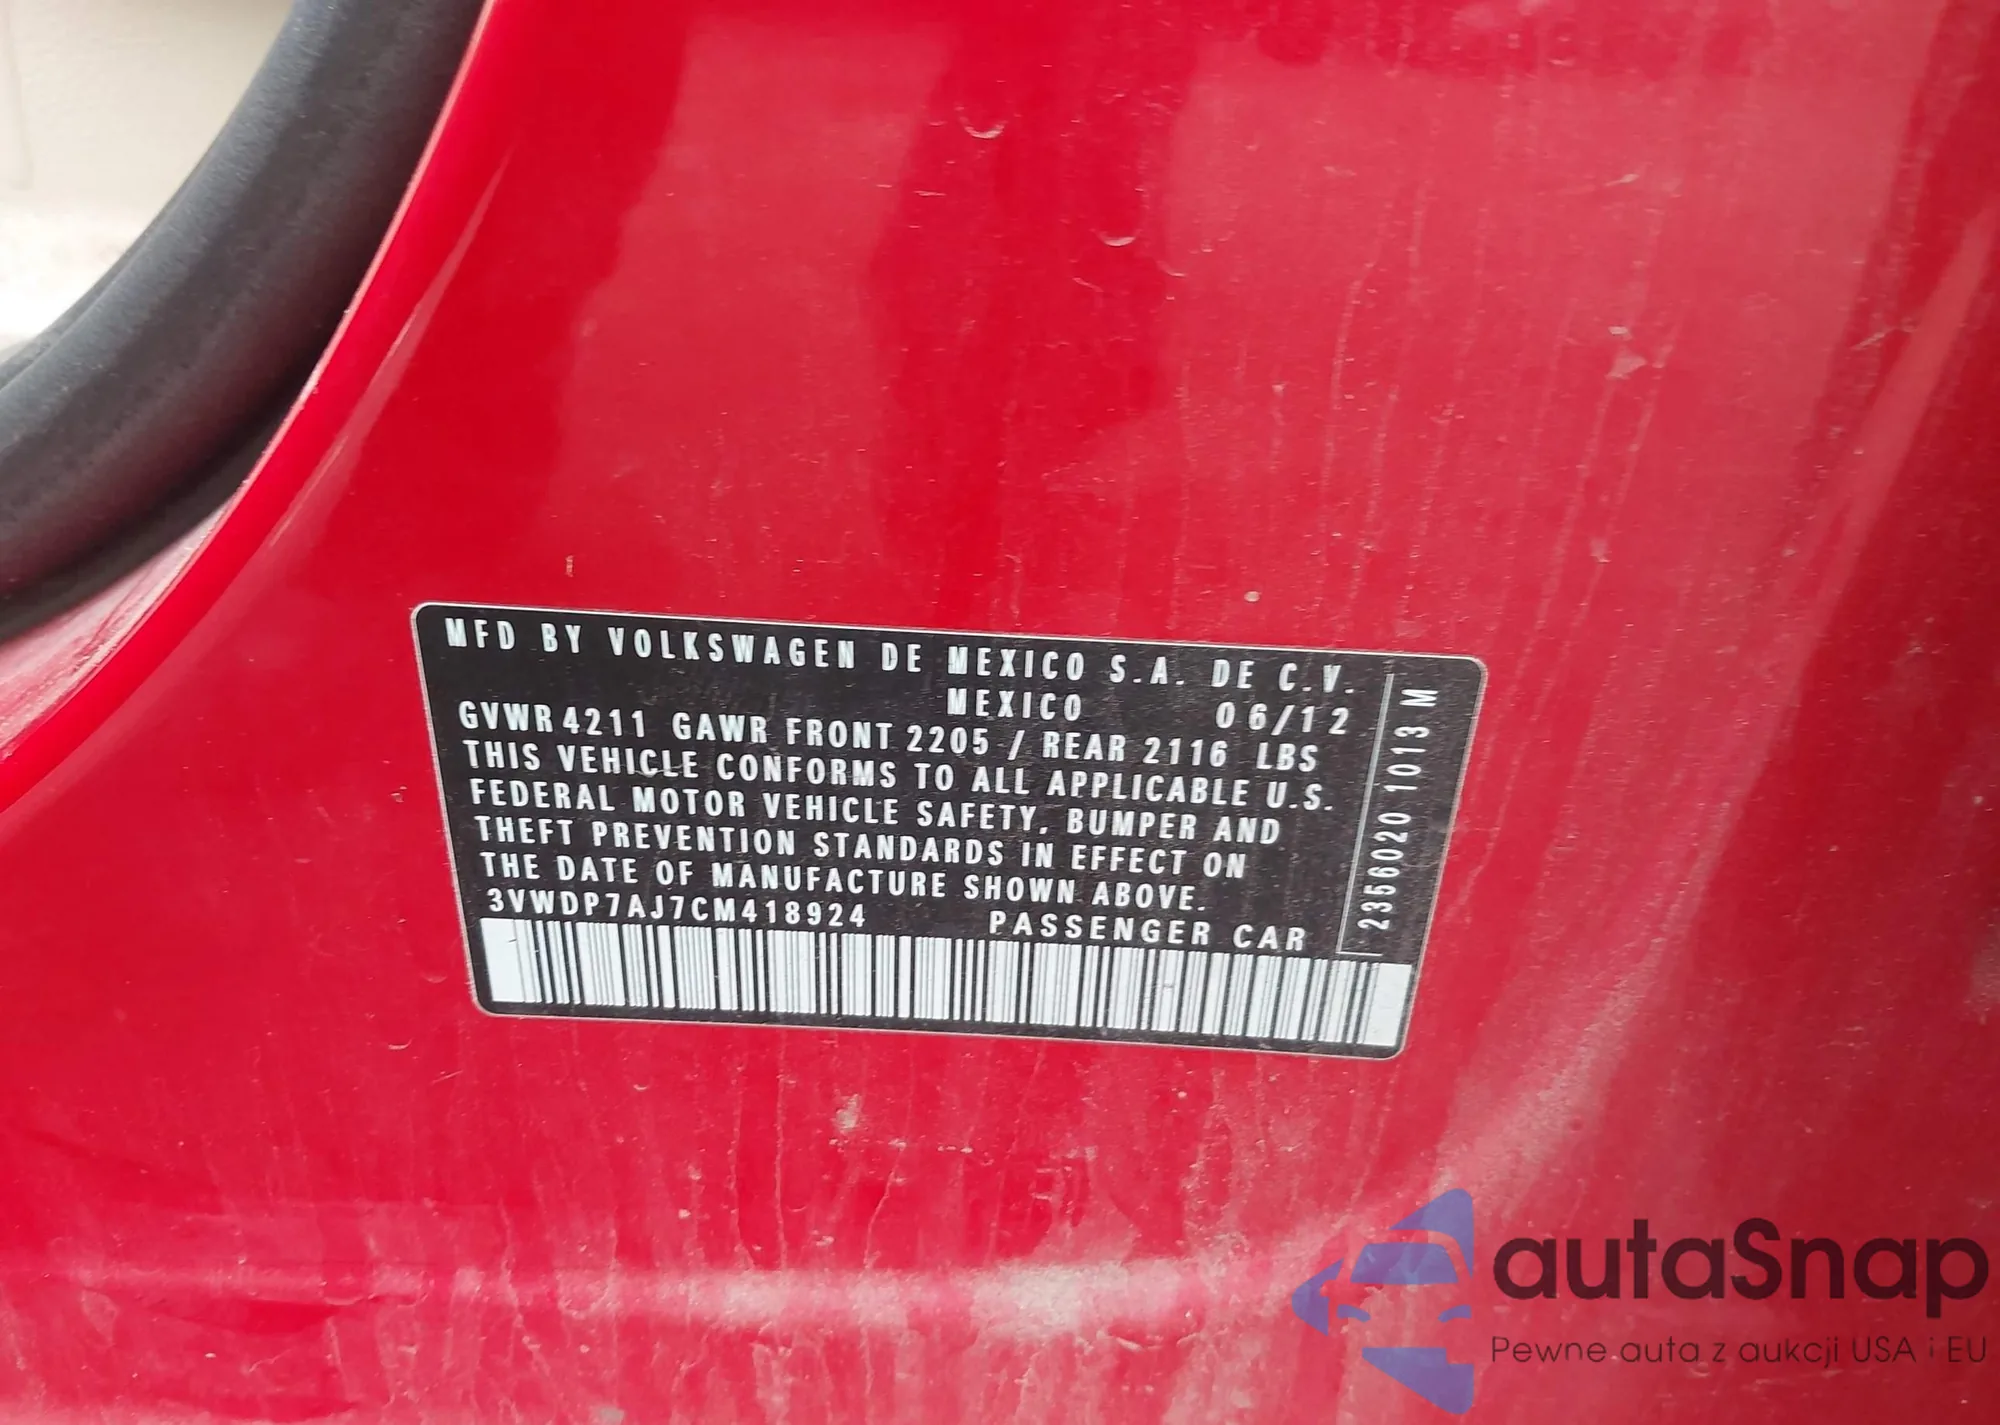 MFD BY VOLKSWAGEN DE MEXICO S.A. DE C.V.
MEXICO 06/12
GVWR 4211 GAWR FRONT 2205 / REAR 2116 LBS
THIS VEHICLE CONFORMS TO ALL APPLICABLE U.S.
FEDERAL MOTOR VEHICLE SAFETY, BUMPER AND
THEFT PREVENTION STANDARDS IN EFFECT ON
THE DATE OF MANUFACTURE SHOWN ABOVE.
3VWDP7AJ7CM418924 PASSENGER CAR
2356020 1013 M
autaSnap
Pewne auta z aukcji USA i EU